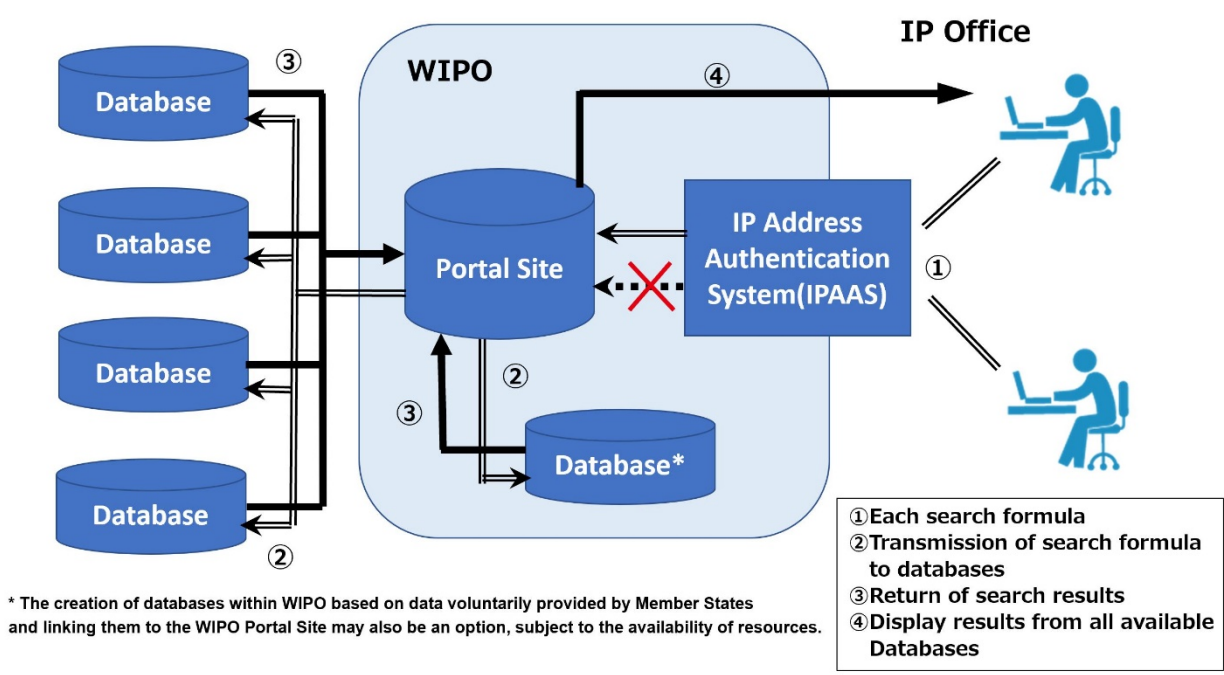 IP Office
WIPO
③
④
Database
Database
Database
Database
②
Portal Site
IP Address
Authentication
System(IPAAS)
①
②
③
Database*
①Each search formula
②Transmission of search formula
to databases
③Return of search results
④Display results from all available
Databases
* The creation of databases within WIPO based on data voluntarily provided by Member States
and linking them to the WIPO Portal Site may also be an option, subject to the availability of resources.